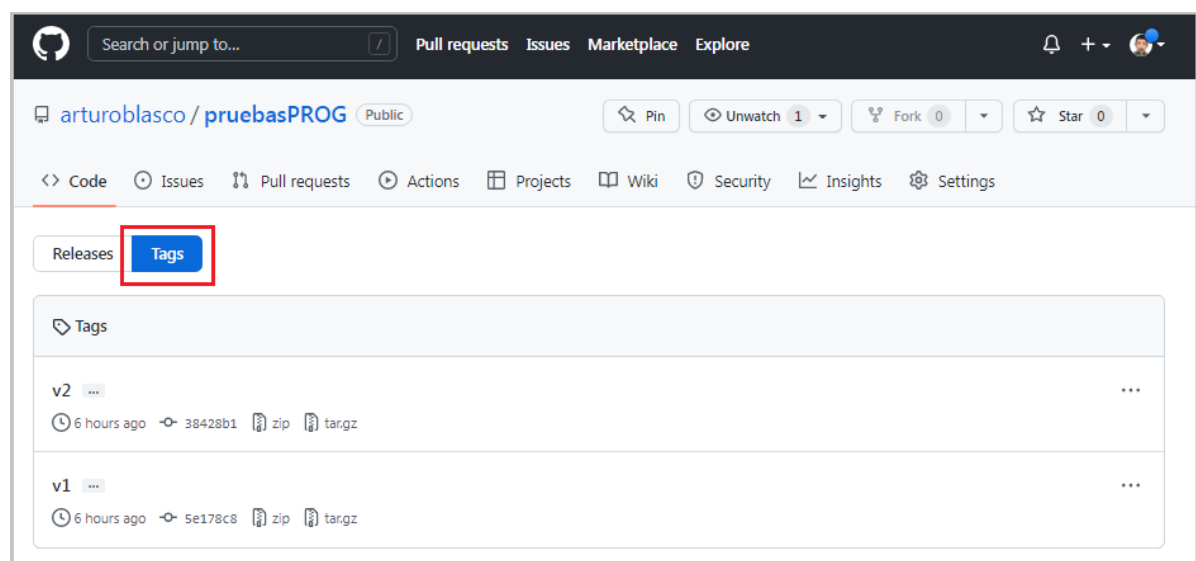 Search or jump to... / Pull requests Issues Marketplace Explore
arturoblasco / pruebasPROG Public Pin Unwatch 1 Fork 0 Star 0
Code Issues Pull requests Actions Projects Wiki Security Insights Settings
Releases Tags
Tags
v2 ...
6 hours ago 38428b1 zip tar.gz
v1 ...
6 hours ago 5e178c8 zip tar.gz